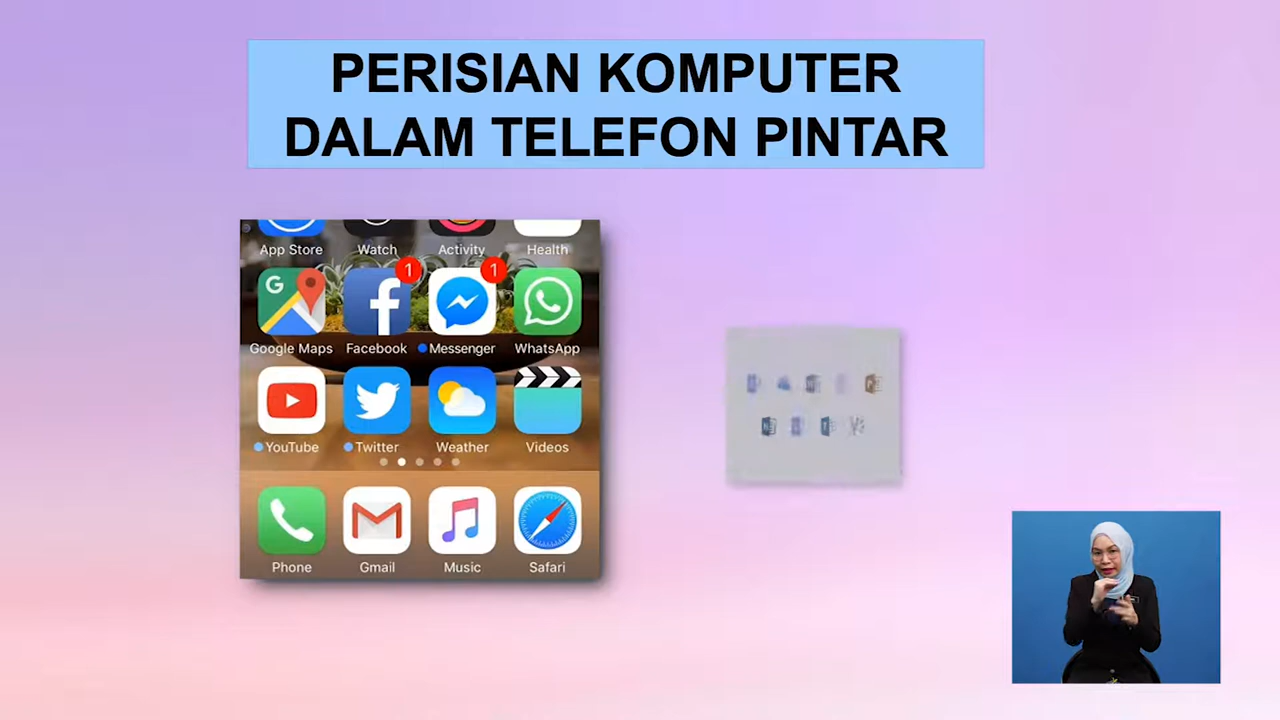 PERISIAN KOMPUTER
DALAM TELEFON PINTAR
App Store Watch Activity Health
1 1
Google Maps Facebook Messenger WhatsApp
YouTube Twitter Weather Videos
Phone Gmail Music Safari